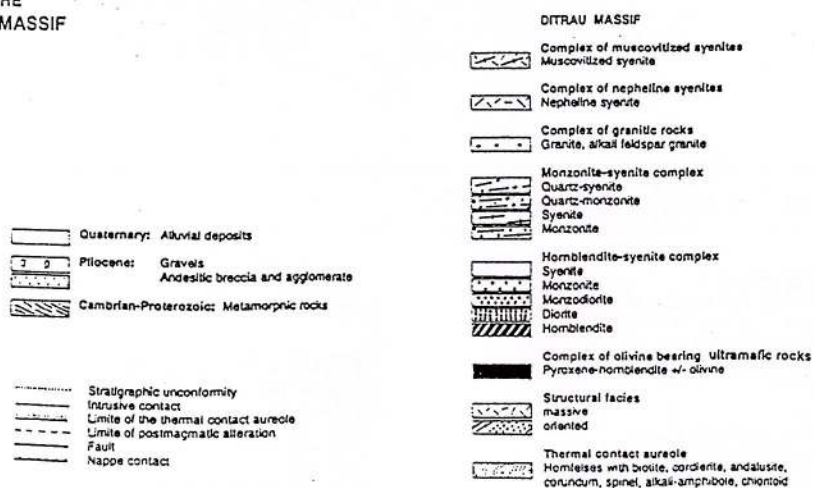 THE
MASSIF
Quaternary: Alluvial deposits
Pliocene: Gravels
Andesitic breccia and agglomerate
Cambrian-Proterozoic: Metamorphic rocks
Stratigraphic unconformity
Intrusive contact
Limite of the thermal contact aureole
Limite of postmagmatic alteration
Fault
Nappe contact
DITRAU MASSIF
Complex of muscovitized syenites
Muscovitized syenite
Complex of nepheline syenites
Nepheline syenite
Complex of granitic rocks
Granite, alkali feldspar granite
Monzonite-syenite complex
Quartz-syenite
Quartz-monzonite
Syenite
Monzonite
Hornblendite-syenite complex
Syenite
Monzonite
Monzodiorite
Diorite
Hornblendite
Complex of olivine bearing ultramafic rocks
Pyroxene-hornblendite +/- olivine
Structural facies
massive
oriented
Thermal contact aureole
Hornfelses with biotite, cordierite, andalusite,
corundum, spinel, alkali-amphibole, chloritoid